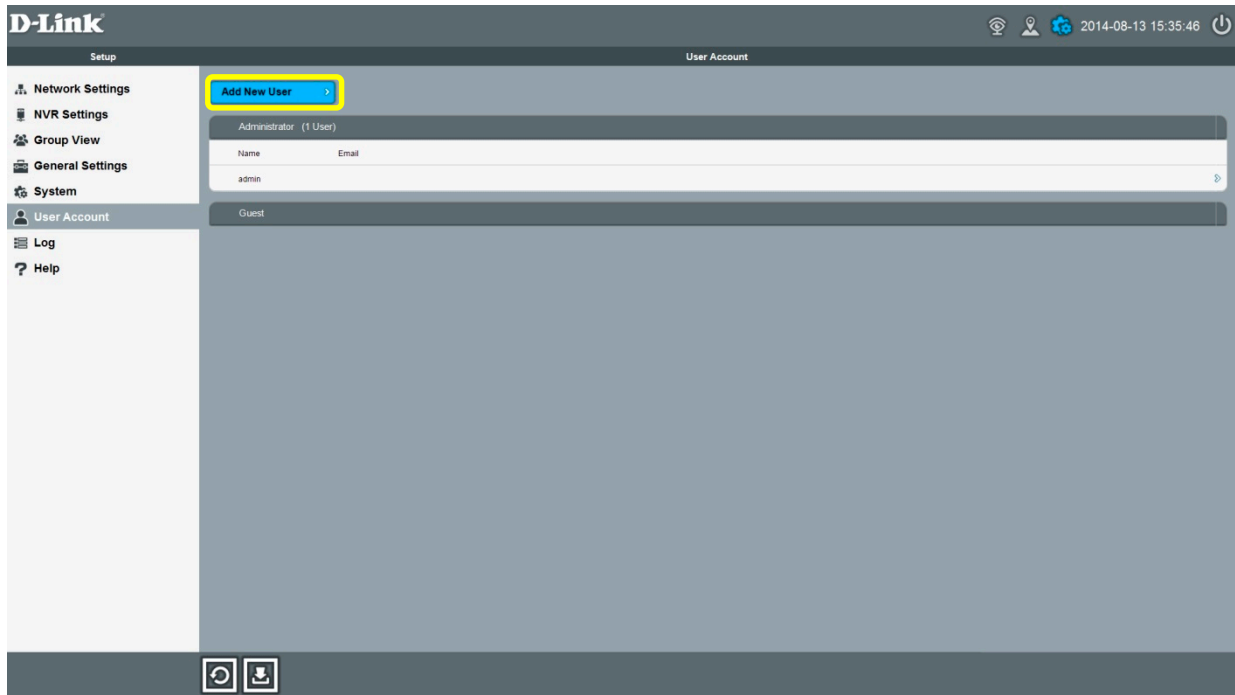 D-Link
2014-08-13 15:35:46
Setup
User Account
Network Settings
NVR Settings
Group View
General Settings
System
User Account
Log
Help
Add New User
Administrator (1 User)
Name Email
admin
Guest